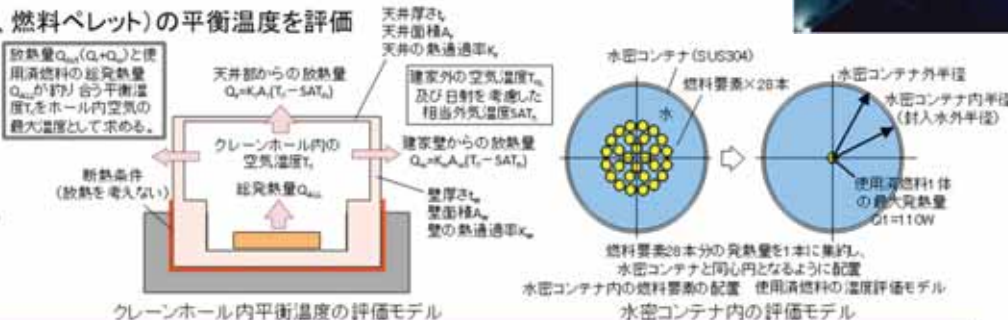 燃料ペレット)の平衡温度を評価
放熱量Qout(Qr+Qw)と使
用済燃料の総発熱量
Qallが釣り合う平衡温
度Tcをホール内空気の
最大温度として求める。
天井厚さtr
天井面積Ar
天井の熱通過率Kr
天井部からの放熱量
建家外の空気温度
及び日射を考慮した
相当外気温度SATn
クレーンホール内の
空気温度Tc
建家壁からの放熱量
断熱条件
(放熱を考えない)
総発熱量Qall
壁厚さtw
壁面積Aw
壁の熱通過率Kw
クレーンホール内平衡温度の評価モデル
水密コンテナ(SUS304)
燃料要素×28本
水
水密コンテナ外半径
水密コンテナ内半径
(封入水外半径)
使用済燃料1体
の最大発熱量
Q1=110W
燃料要素28本分の発熱量を1本に集約し、
水密コンテナと同心円となるように配置
水密コンテナ内の燃料要素の配置 使用済燃料の温度評価モデル
水密コンテナ内の評価モデル